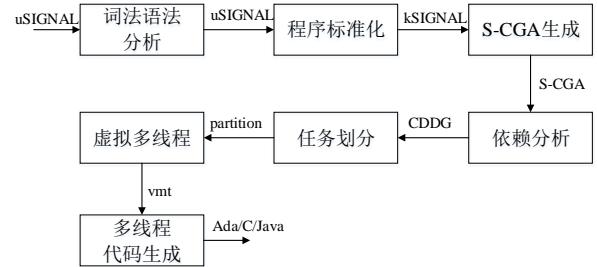 uSIGNAL
词法语法
分析
uSIGNAL
程序标准化
kSIGNAL
S-CGA生成
S-CGA
虚拟多线程
partition
任务划分
CDDG
依赖分析
vmt
多线程
代码生成
Ada/C/Java